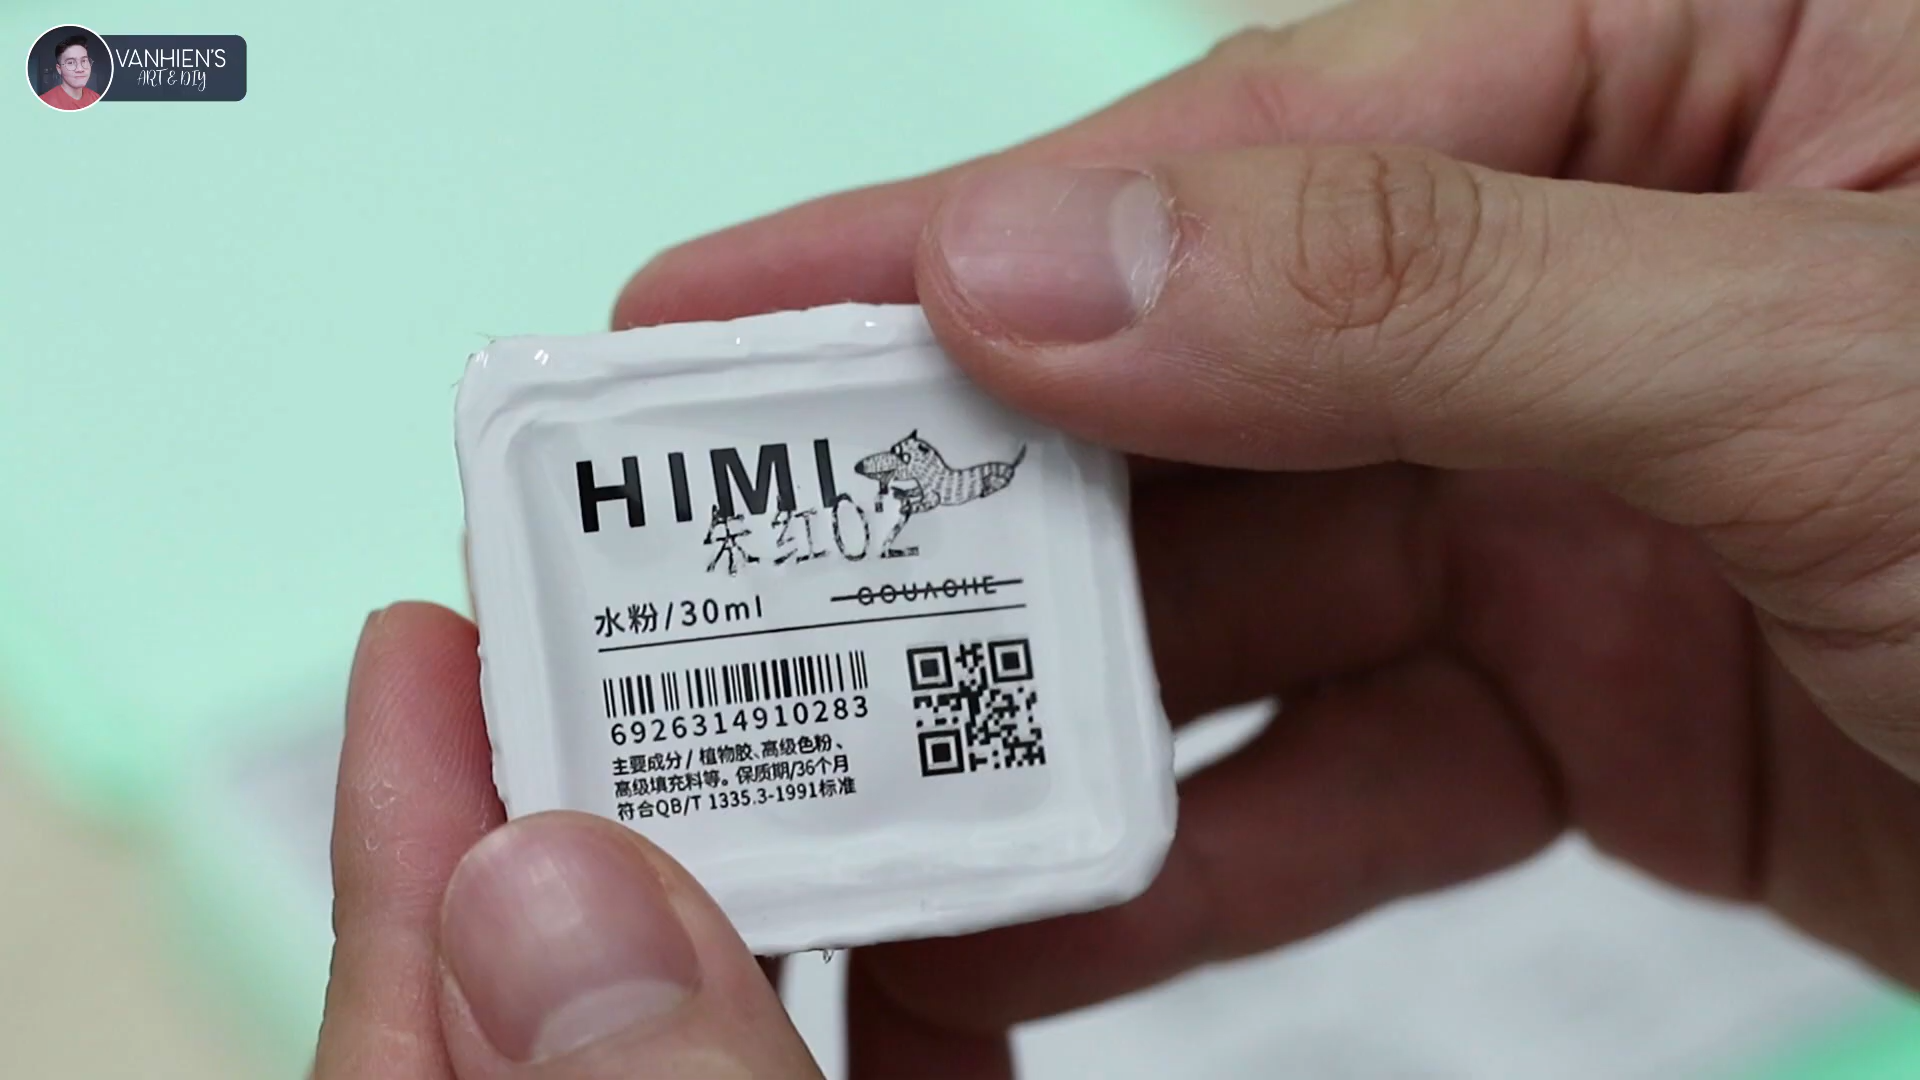 VANHIEN'S
ART & DIY
HIMI
朱红02
水粉/30ml
GOUACHE
6926314910283
主要成分/植物胶、高级色粉、
高级填充料等。保质期/36个月
符合QB/T 1335.3-1991标准